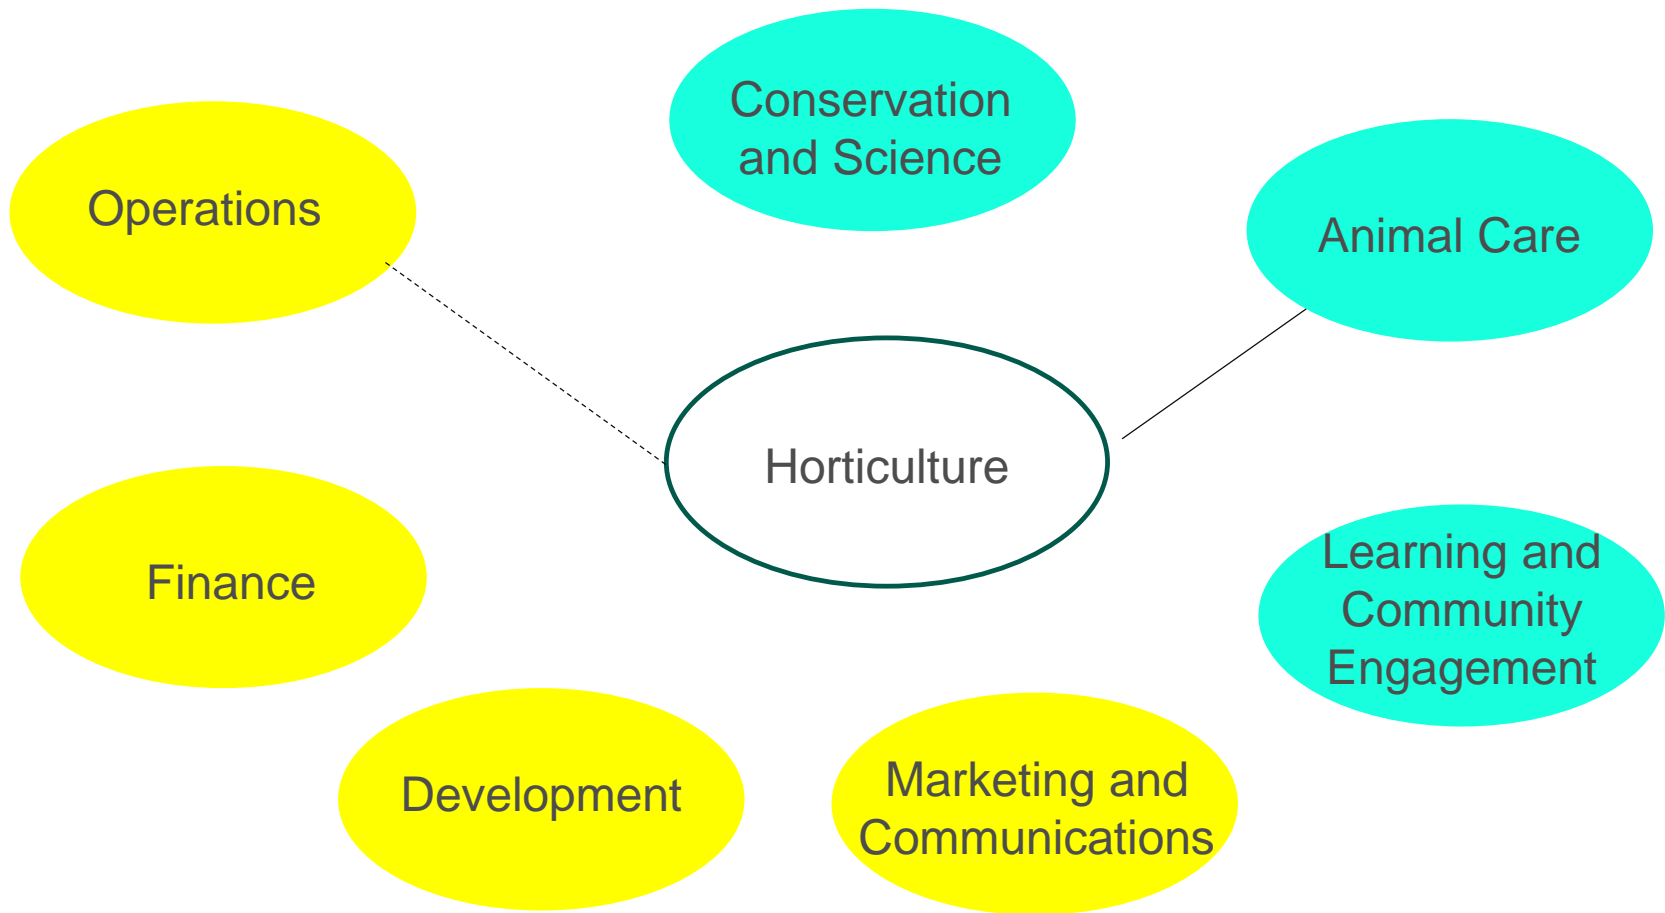 Conservation
and Science
Operations
Animal Care
Horticulture
Finance
Learning and
Community
Engagement
Development
Marketing and
Communications